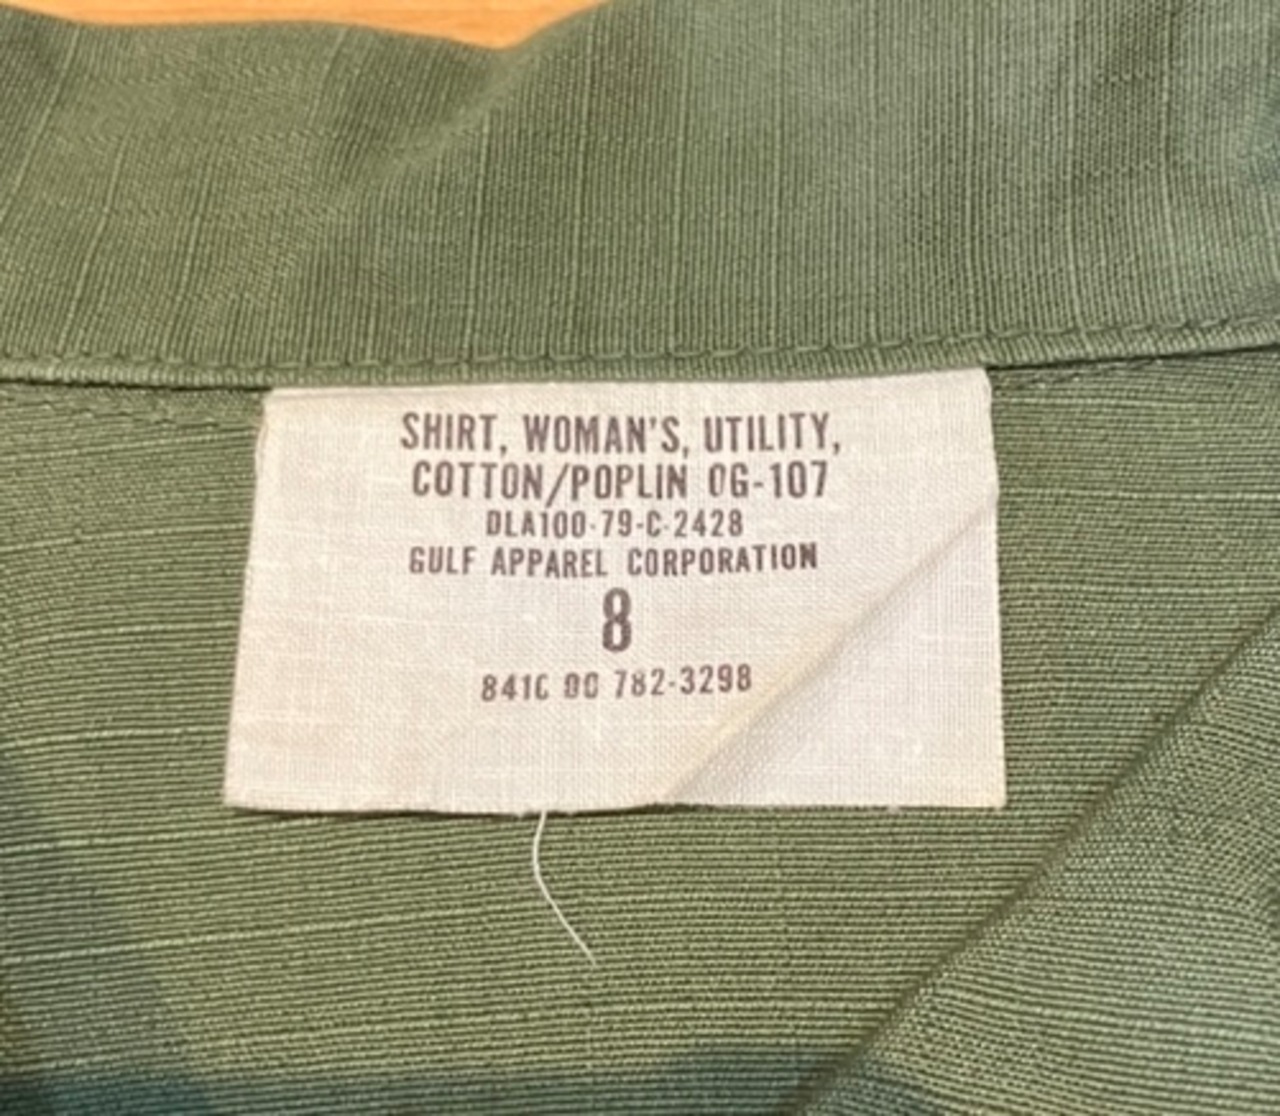 SHIRT, WOMAN'S, UTILITY,
COTTON/POPLIN OG-107
DLA100-79-C-2428
GULF APPAREL CORPORATION
8
8410 00 782-3298